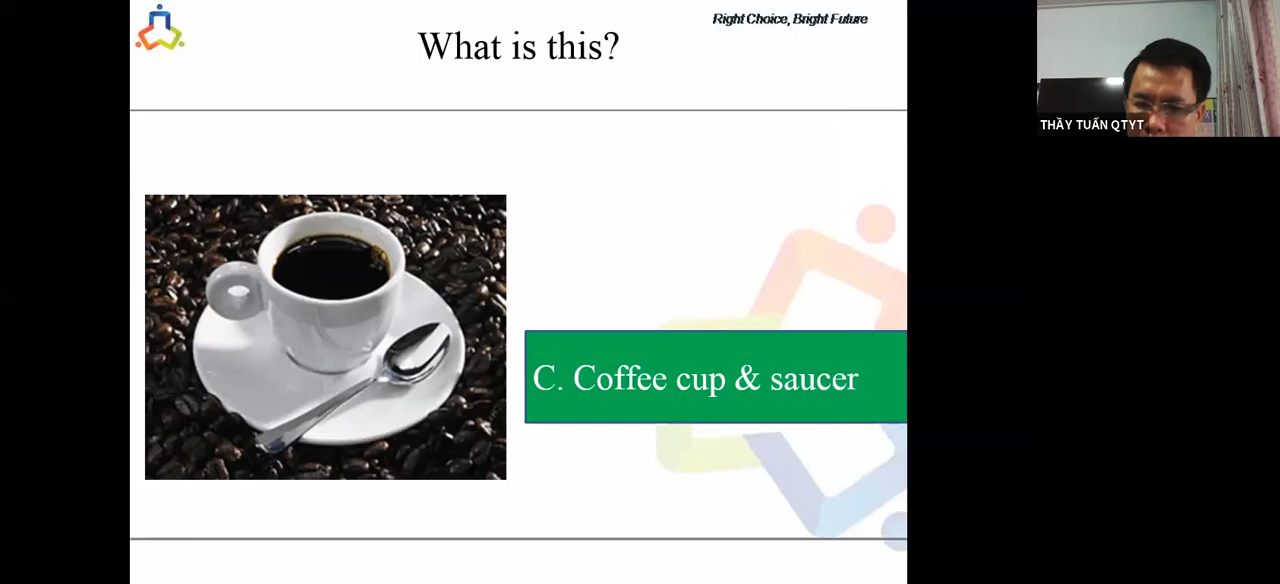 Right Choice, Bright Future
What is this?
THẦY TUẤN QTYT
C. Coffee cup & saucer